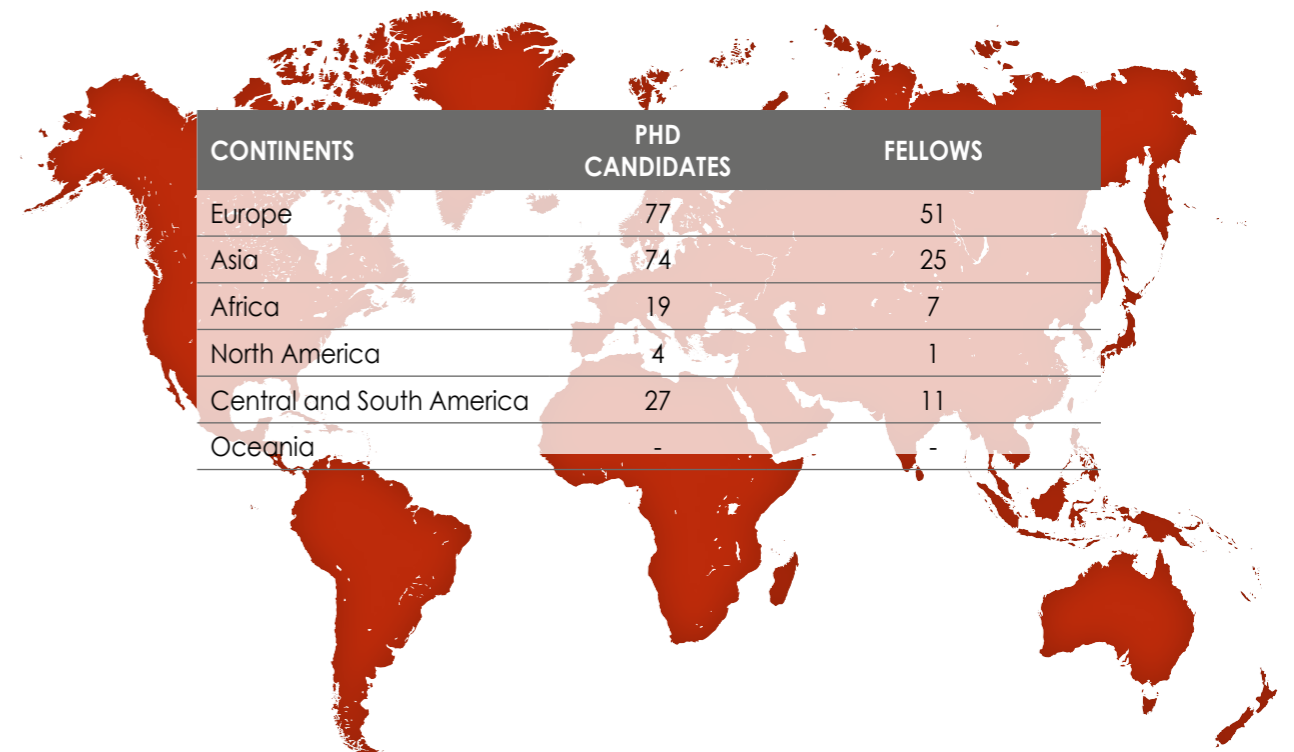 CONTINENTS PHD CANDIDATES FELLOWS
Europe 77 51
Asia 74 25
Africa 19 7
North America 4 1
Central and South America 27 11
Oceania - -